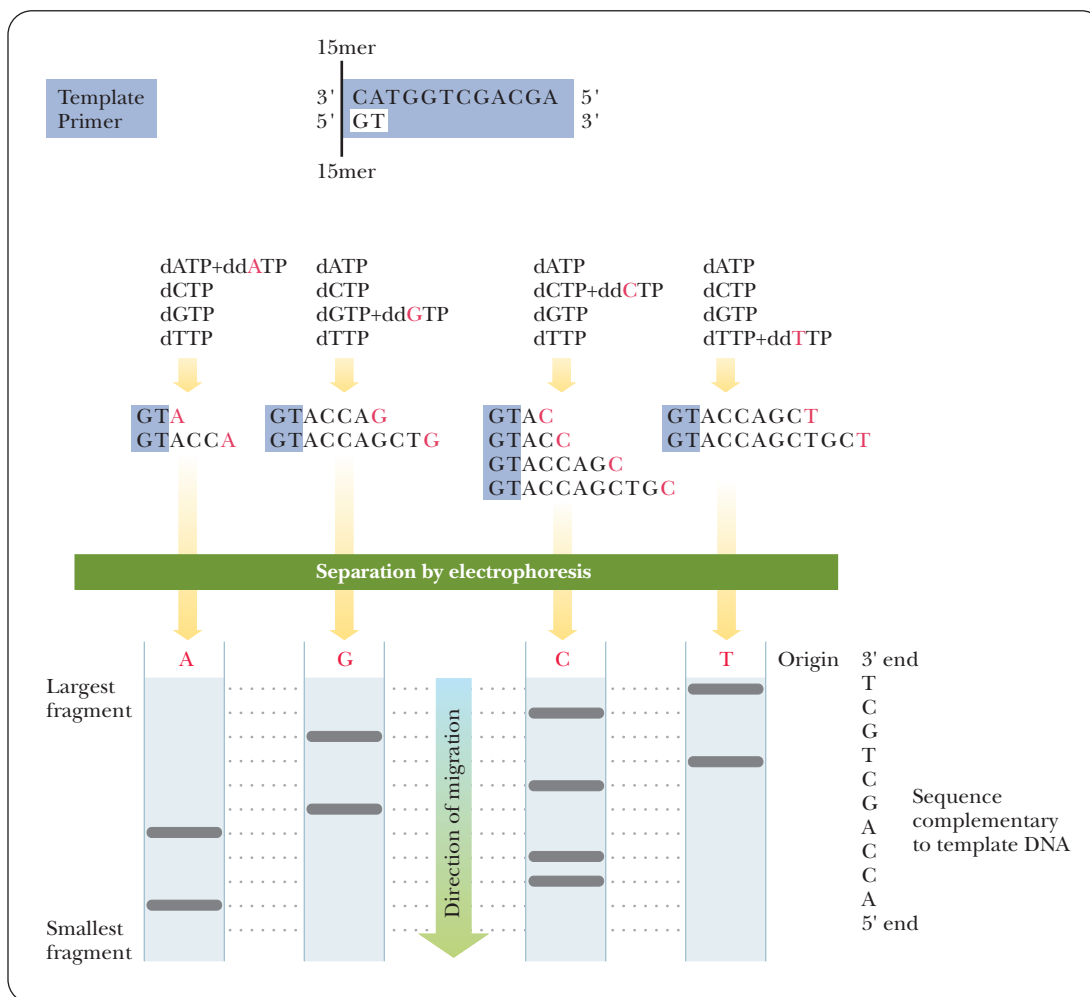 15mer
Template
Primer
3' CATGGTCGACGA 5'
5' GT 3'
15mer
dATP+ddATP
dCTP
dGTP
dTTP
dATP
dCTP
dGTP+ddGTP
dTTP
dATP
dCTP+ddCTP
dGTP
dTTP
dATP
dCTP
dGTP
dTTP+ddTTP
GTA
GTACCA
GTACCAG
GTACCAGCTG
GTAC
GTACC
GTACCAGC
GTACCAGCTGC
GTACCAGCT
GTACCAGCTGCT
Separation by electrophoresis
A G C T Origin 3' end
Largest
fragment
Direction of migration
Smallest
fragment
T
C
G
T
C
G
A
C
C
A
5' end
Sequence
complementary
to template DNA